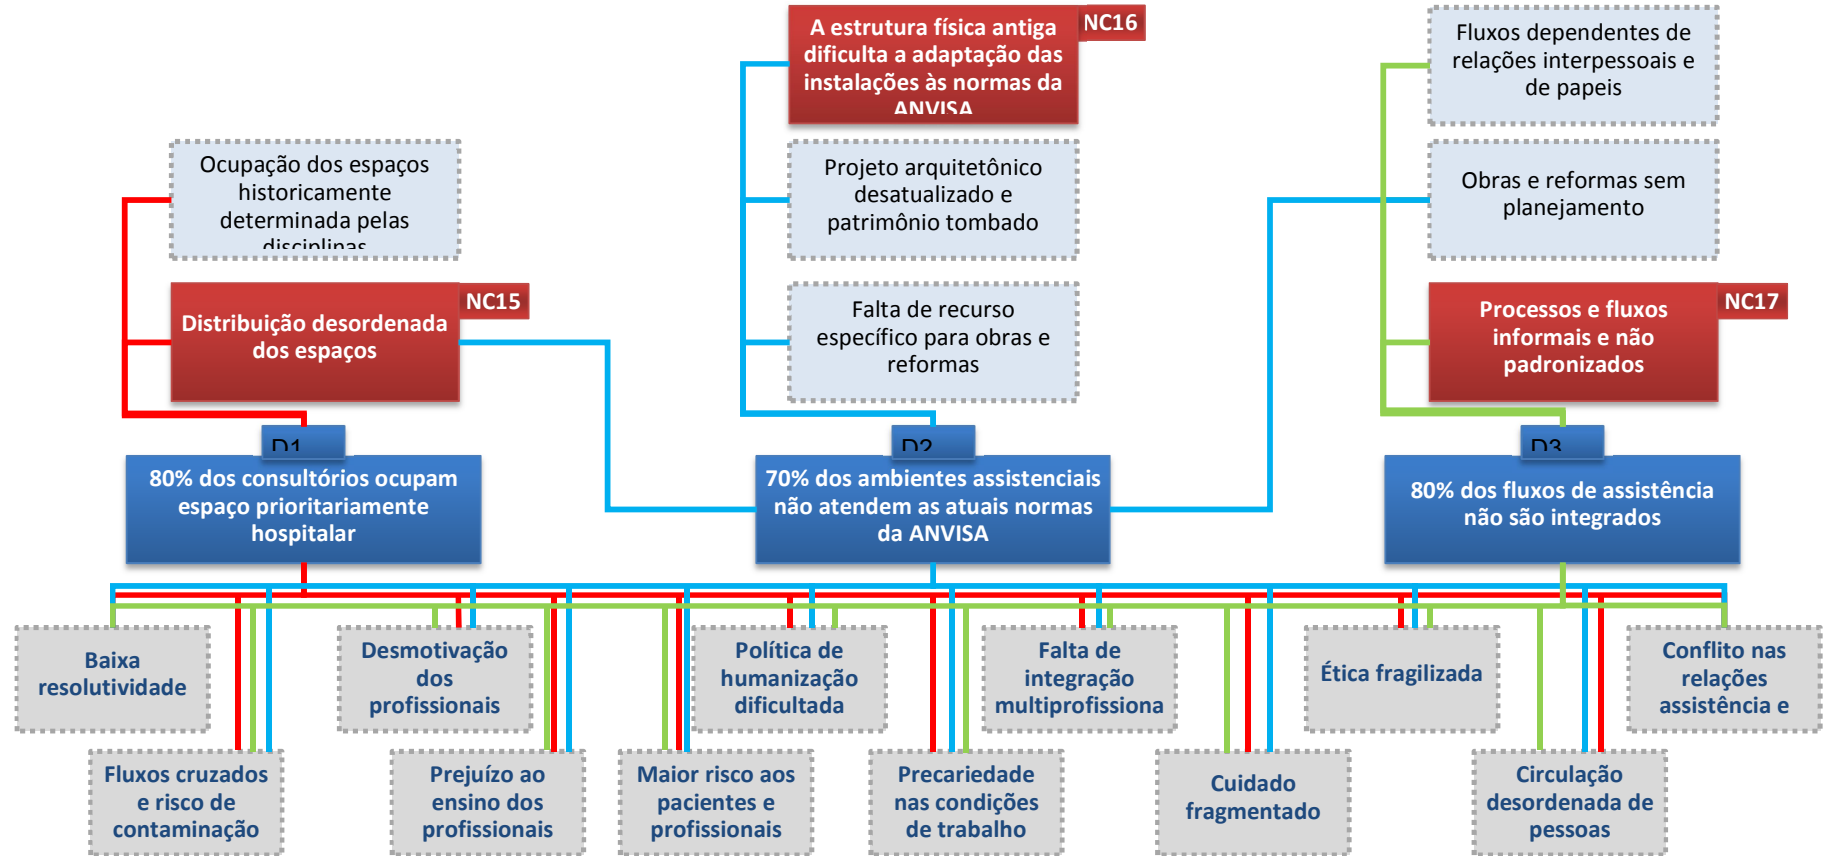 A estrutura física antiga
dificulta a adaptação das
instalações às normas da
ANVISA
NC16
Fluxos dependentes de
relações interpessoais e
de papeis
Ocupação dos espaços
historicamente
determinada pelas
disciplinas
Projeto arquitetônico
desatualizado e
patrimônio tombado
Obras e reformas sem
planejamento
Distribuição desordenada
dos espaços
NC15
Falta de recurso
específico para obras e
reformas
Processos e fluxos
informais e não
padronizados
NC17
D1
80% dos consultórios ocupam
espaço prioritariamente
hospitalar
D2
70% dos ambientes assistenciais
não atendem as atuais normas
da ANVISA
D3
80% dos fluxos de assistência
não são integrados
Baixa
resolutividade
Desmotivação
dos
profissionais
Política de
humanização
dificultada
Falta de
integração
multiprofissiona
Ética fragilizada
Conflito nas
relações
assistência e
Fluxos cruzados
e risco de
contaminação
Prejuízo ao
ensino dos
profissionais
Maior risco aos
pacientes e
profissionais
Precariedade
nas condições
de trabalho
Cuidado
fragmentado
Circulação
desordenada de
pessoas